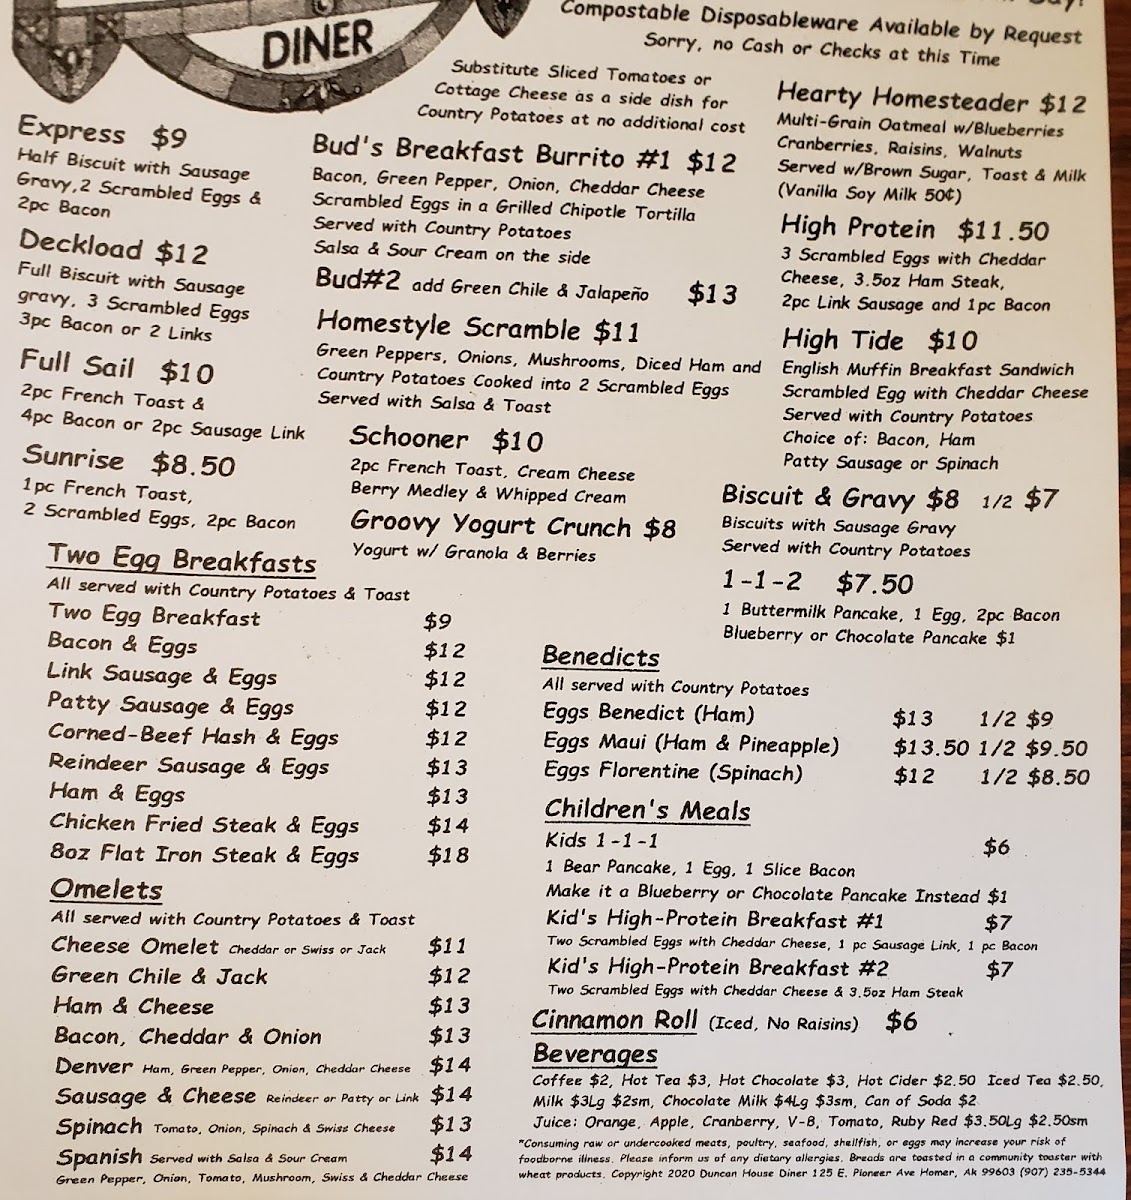 DINER
Compostable Disposableware Available by Request
Sorry, no Cash or Checks at this Time
Substitute Sliced Tomatoes or
Cottage Cheese as a side dish for
Country Potatoes at no additional cost
Express $9
Half Biscuit with Sausage
Gravy,2 Scrambled Eggs &
2pc Bacon
Deckload $12
Full Biscuit with Sausage
gravy, 3 Scrambled Eggs
3pc Bacon or 2 Links
Full Sail $10
2pc French Toast &
4pc Bacon or 2pc Sausage Link
Sunrise $8.50
1pc French Toast,
2 Scrambled Eggs, 2pc Bacon
Bud's Breakfast Burrito #1 $12
Bacon, Green Pepper, Onion, Cheddar Cheese
Scrambled Eggs in a Grilled Chipotle Tortilla
Served with Country Potatoes
Salsa & Sour Cream on the side
Bud#2 add Green Chile & Jalapeño $13
Homestyle Scramble $11
Green Peppers, Onions, Mushrooms, Diced Ham and
Country Potatoes Cooked into 2 Scrambled Eggs
Served with Salsa & Toast
Schooner $10
2pc French Toast, Cream Cheese
Berry Medley & Whipped Cream
Groovy Yogurt Crunch $8
Yogurt w/ Granola & Berries
Hearty Homesteader $12
Multi-Grain Oatmeal w/Blueberries
Cranberries, Raisins, Walnuts
Served w/Brown Sugar, Toast & Milk
(Vanilla Soy Milk 50¢)
High Protein $11.50
3 Scrambled Eggs with Cheddar
Cheese, 3.5oz Ham Steak,
2pc Link Sausage and 1pc Bacon
High Tide $10
English Muffin Breakfast Sandwich
Scrambled Egg with Cheddar Cheese
Served with Country Potatoes
Choice of: Bacon, Ham
Patty Sausage or Spinach
Biscuit & Gravy $8 1/2 $7
Biscuits with Sausage Gravy
Served with Country Potatoes
1-1-2 $7.50
1 Buttermilk Pancake, 1 Egg, 2pc Bacon
Blueberry or Chocolate Pancake $1
Two Egg Breakfasts
All served with Country Potatoes & Toast
Two Egg Breakfast $9
Bacon & Eggs $12
Link Sausage & Eggs $12
Patty Sausage & Eggs $12
Corned-Beef Hash & Eggs $12
Reindeer Sausage & Eggs $13
Ham & Eggs $13
Chicken Fried Steak & Eggs $14
8oz Flat Iron Steak & Eggs $18
Omelets
All served with Country Potatoes & Toast
Cheese Omelet Cheddar or Swiss or Jack $11
Green Chile & Jack $12
Ham & Cheese $13
Bacon, Cheddar & Onion $13
Denver Ham, Green Pepper, Onion, Cheddar Cheese $14
Sausage & Cheese Reindeer or Patty or Link $14
Spinach Tomato, Onion, Spinach & Swiss Cheese $13
Spanish Served with Salsa & Sour Cream $14
Green Pepper, Onion, Tomato, Mushroom, Swiss & Cheddar Cheese
Benedicts
All served with Country Potatoes
Eggs Benedict (Ham) $13 1/2 $9
Eggs Maui (Ham & Pineapple) $13.50 1/2 $9.50
Eggs Florentine (Spinach) $12 1/2 $8.50
Children's Meals
Kids 1-1-1 $6
1 Bear Pancake, 1 Egg, 1 Slice Bacon
Make it a Blueberry or Chocolate Pancake Instead $1
Kid's High-Protein Breakfast #1 $7
Two Scrambled Eggs with Cheddar Cheese, 1 pc Sausage Link, 1 pc Bacon
Kid's High-Protein Breakfast #2 $7
Two Scrambled Eggs with Cheddar Cheese & 3.5oz Ham Steak
Cinnamon Roll (Iced, No Raisins) $6
Beverages
Coffee $2, Hot Tea $3, Hot Chocolate $3, Hot Cider $2.50 Iced Tea $2.50,
Milk $3Lg $2sm, Chocolate Milk $4Lg $3sm, Can of Soda $2
Juice: Orange, Apple, Cranberry, V-8, Tomato, Ruby Red $3.50Lg $2.50sm
*Consuming raw or undercooked meats, poultry, seafood, shellfish, or eggs may increase your risk of
foodborne illness. Please inform us of any dietary allergies. Breads are toasted in a community toaster with
wheat products. Copyright 2020 Duncan House Diner 125 E. Pioneer Ave Homer, Ak 99603 (907) 235-5344